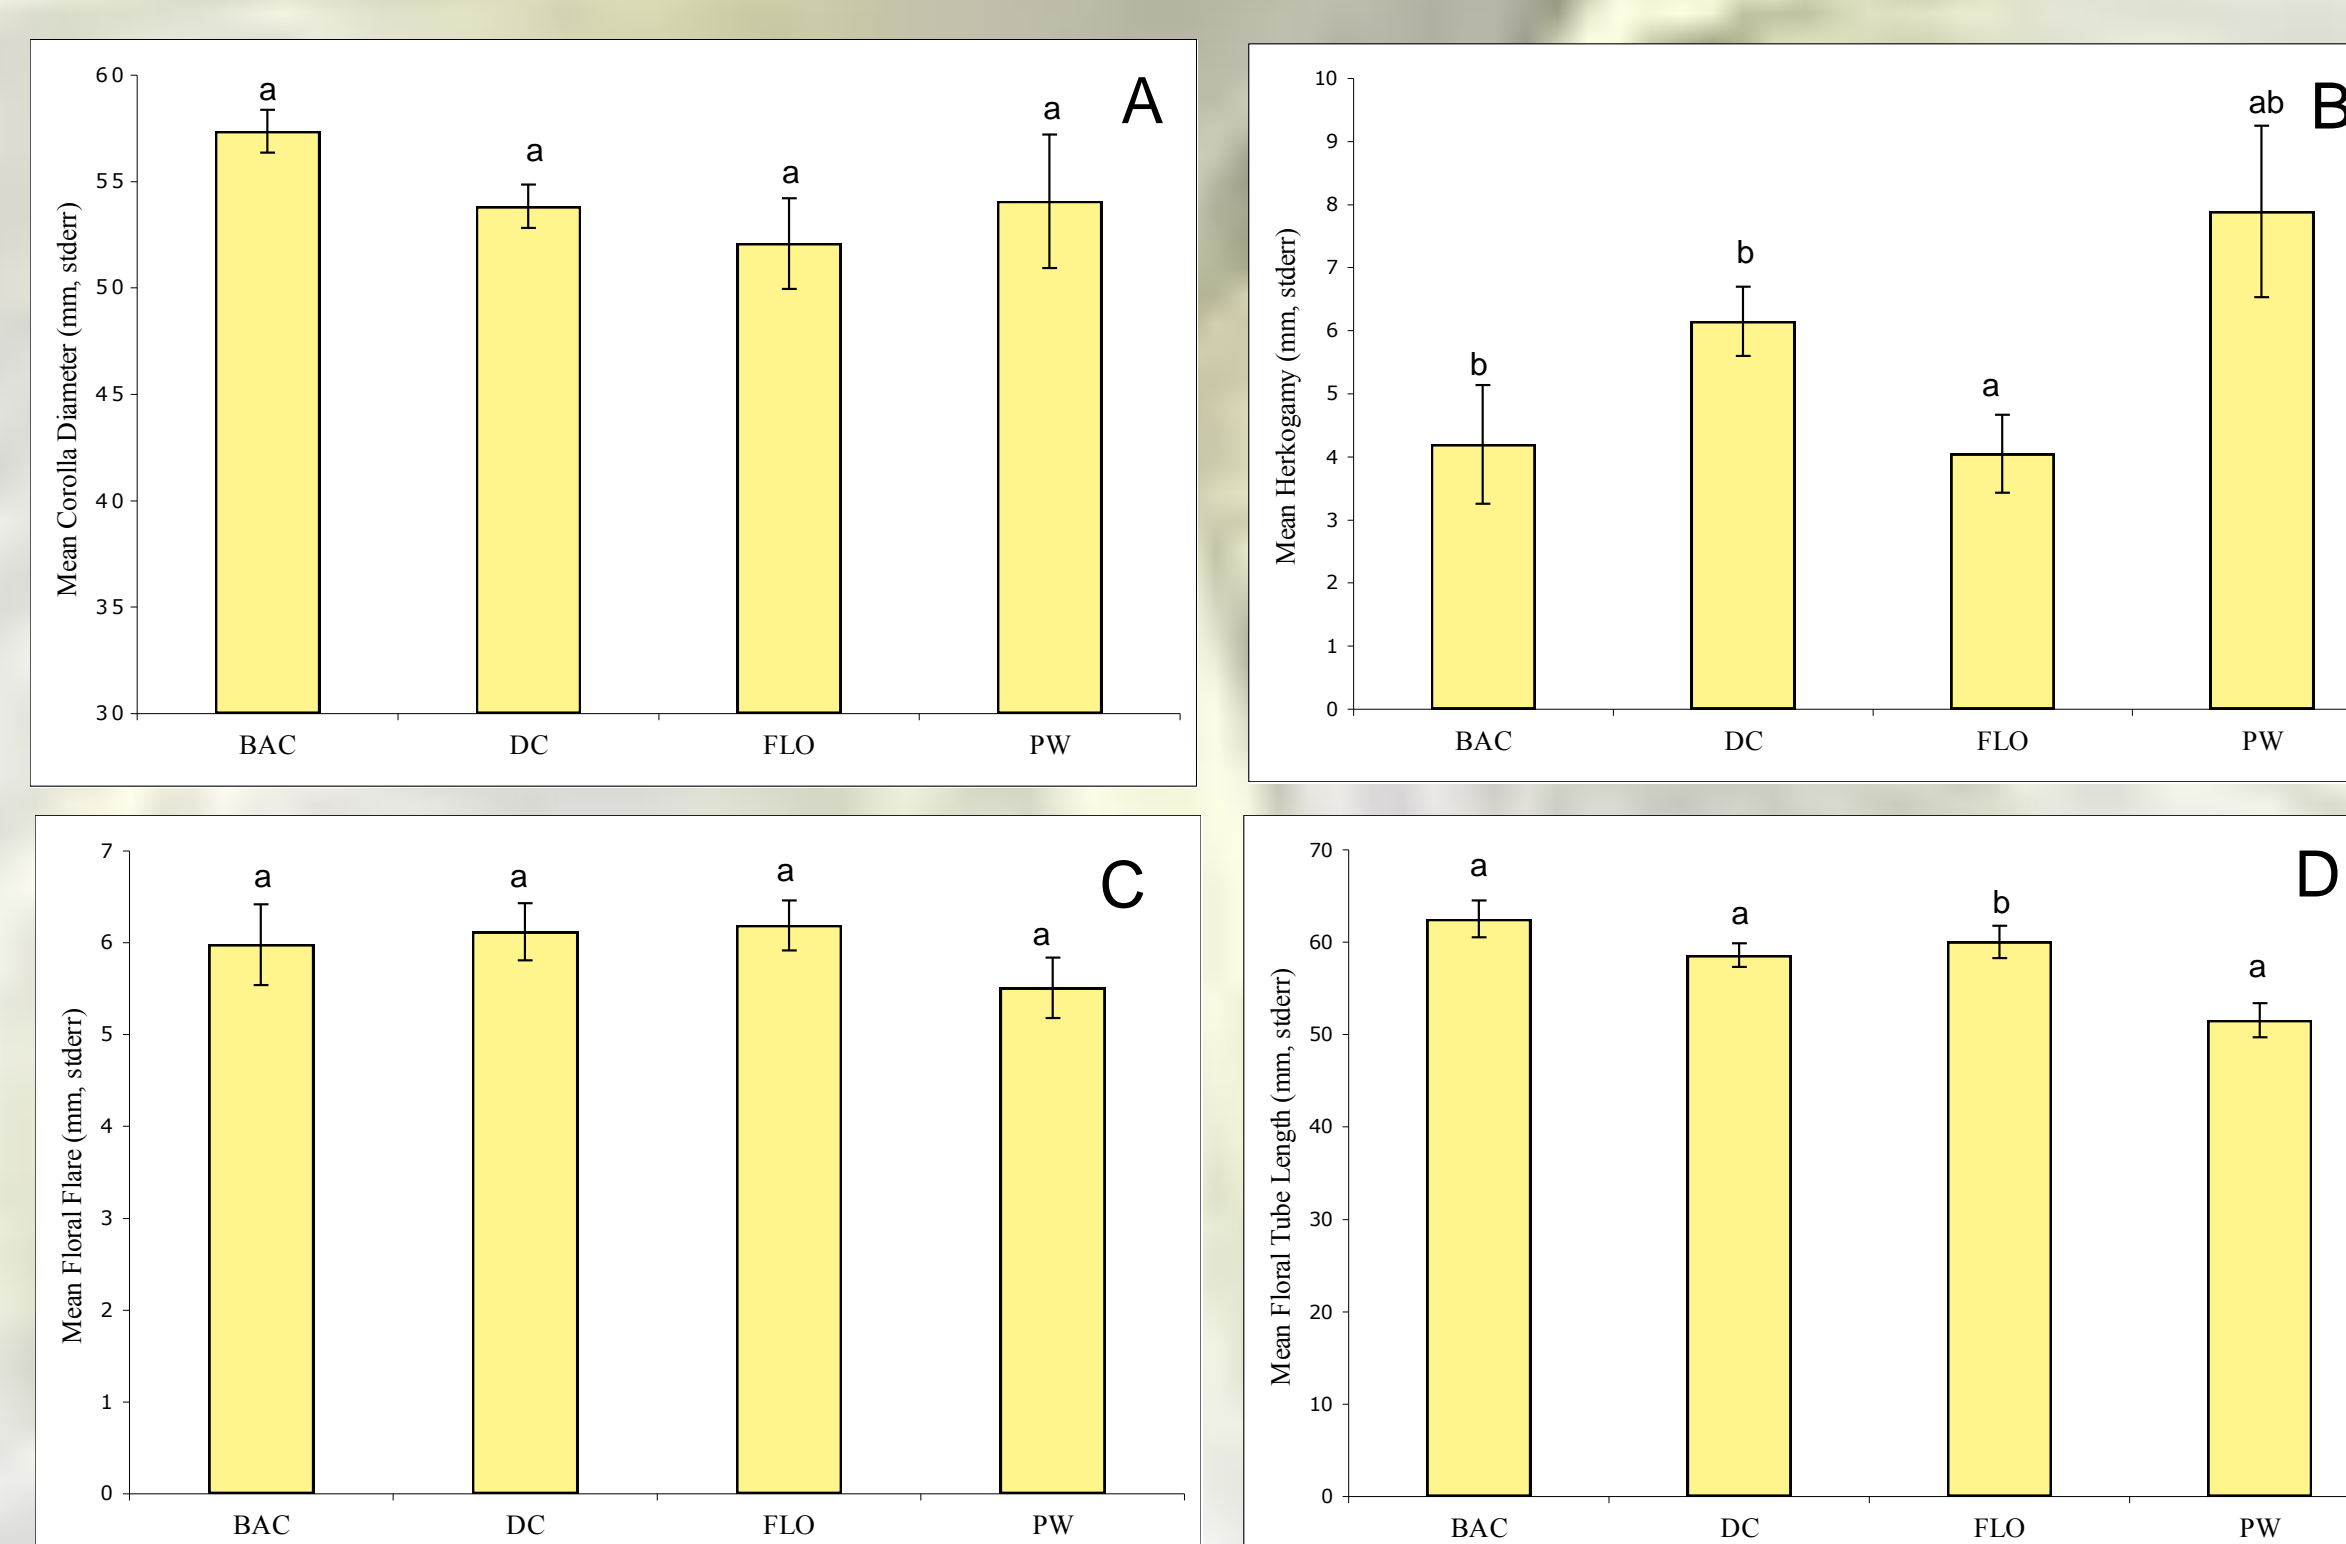 A
Mean Corolla Diameter (mm, stderr)
60
55
50
45
40
35
30
a
a
a
a
BAC
DC
FLO
PW
B
Mean Herkogamy (mm, stderr)
10
9
8
7
6
5
4
3
2
1
0
b
b
a
ab
BAC
DC
FLO
PW
C
Mean Floral Flare (mm, stderr)
7
6
5
4
3
2
1
0
a
a
a
a
BAC
DC
FLO
PW
D
Mean Floral Tube Length (mm, stderr)
70
60
50
40
30
20
10
0
a
a
b
a
BAC
DC
FLO
PW